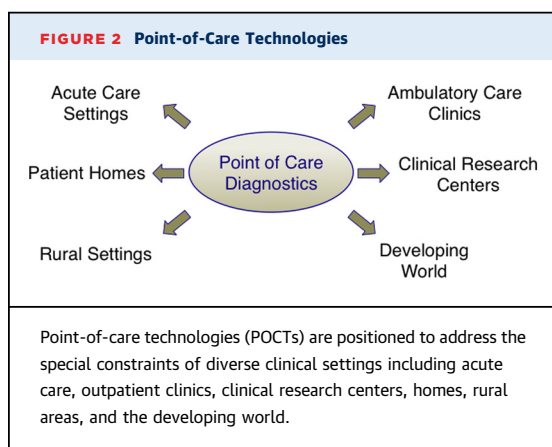 FIGURE 2 Point-of-Care Technologies
Acute Care
Settings
Ambulatory Care
Clinics
Patient Homes
Point of Care
Diagnostics
Clinical Research
Centers
Rural Settings
Developing
World
Point-of-care technologies (POCTs) are positioned to address the
special constraints of diverse clinical settings including acute
care, outpatient clinics, clinical research centers, homes, rural
areas, and the developing world.